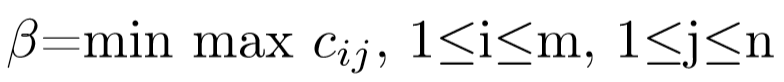 β=min max c_{ij}, 1≤i≤m, 1≤j≤n